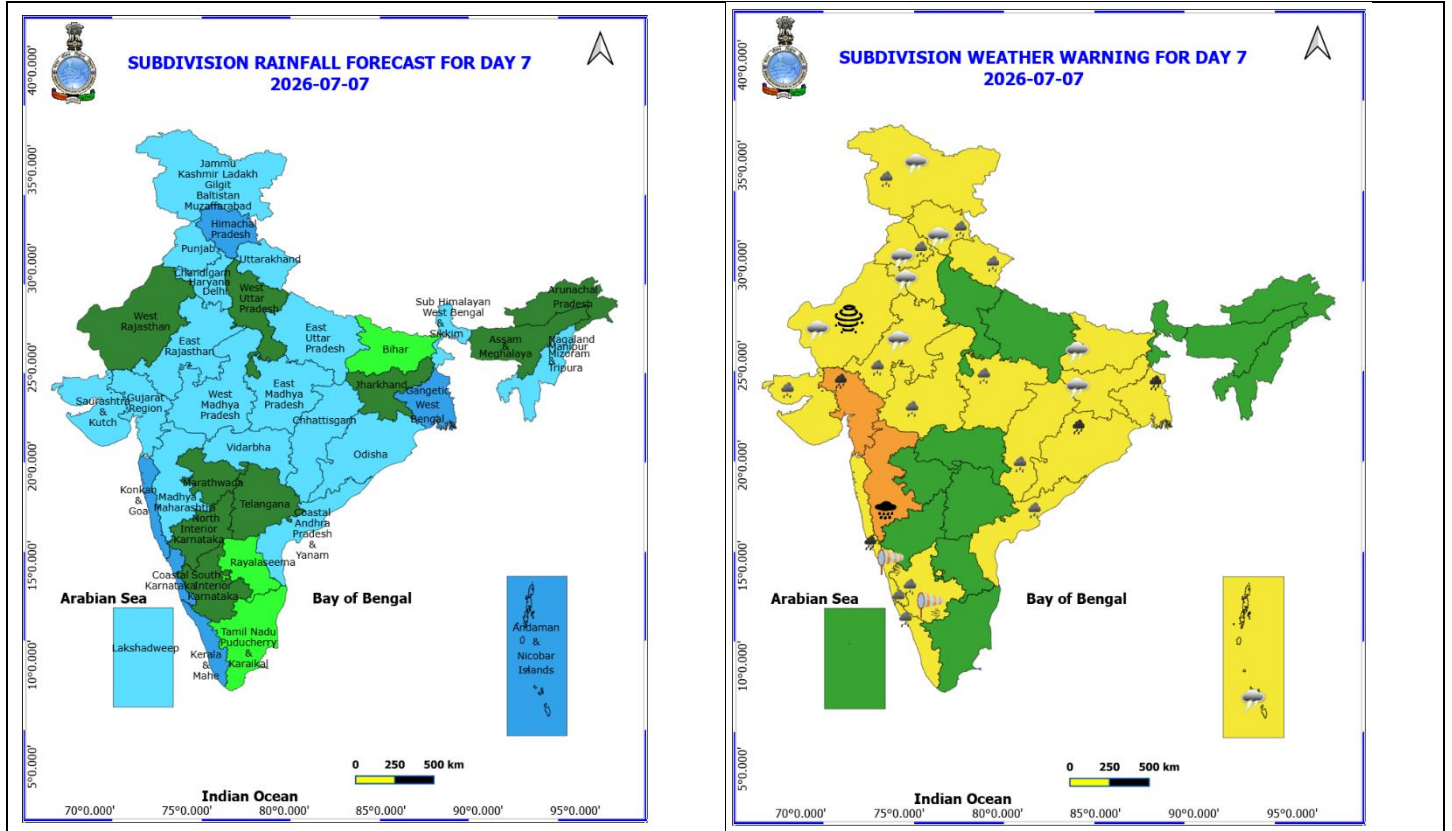 SUBDIVISION RAINFALL FORECAST FOR DAY 7
2026-07-07
40°0.000'
35°0.000'
30°0.000'
25°0.000'
20°0.000'
15°0.000'
10°0.000'
5°0.000'
Jammu
Kashmir Ladakh
Gilgit
Baltistan
Muzaffarabad
Himachal
Pradesh
Punjab
Uttarakhand
Chandigarh
Haryana
Delhi
West
Uttar
Pradesh
West
Rajasthan
East
Rajasthan
East
Uttar
Pradesh
Bihar
Sub Himalayan
West Bengal
&
Sikkim
Arunachal
Pradesh
Assam
&
Meghalaya
Nagaland
Manipur
Mizoram
&
Tripura
Jharkhand
Gangetic
West
Bengal
Saurashtra
&
Kutch
Gujarat
Region
West
Madhya
Pradesh
East
Madhya
Pradesh
Chhattisgarh
Vidarbha
Odisha
Konkan
&
Goa
Madhya
Maharashtra
Marathwada
Telangana
North
Interior
Karnataka
Coastal
Andhra
Pradesh
&
Yanam
Rayalaseema
Coastal
Karnataka
South
Interior
Karnataka
Tamil Nadu
Puducherry
&
Karaikal
Kerala
&
Mahe
Arabian Sea
Lakshadweep
Bay of Bengal
Andaman
&
Nicobar
Islands
0 250 500 km
Indian Ocean
70°0.000' 75°0.000' 80°0.000' 85°0.000' 90°0.000' 95°0.000'
SUBDIVISION WEATHER WARNING FOR DAY 7
2026-07-07
40°0.000'
35°0.000'
30°0.000'
25°0.000'
20°0.000'
15°0.000'
10°0.000'
5°0.000'
Arabian Sea
Bay of Bengal
0 250 500 km
Indian Ocean
70°0.000' 75°0.000' 80°0.000' 85°0.000' 90°0.000' 95°0.000'